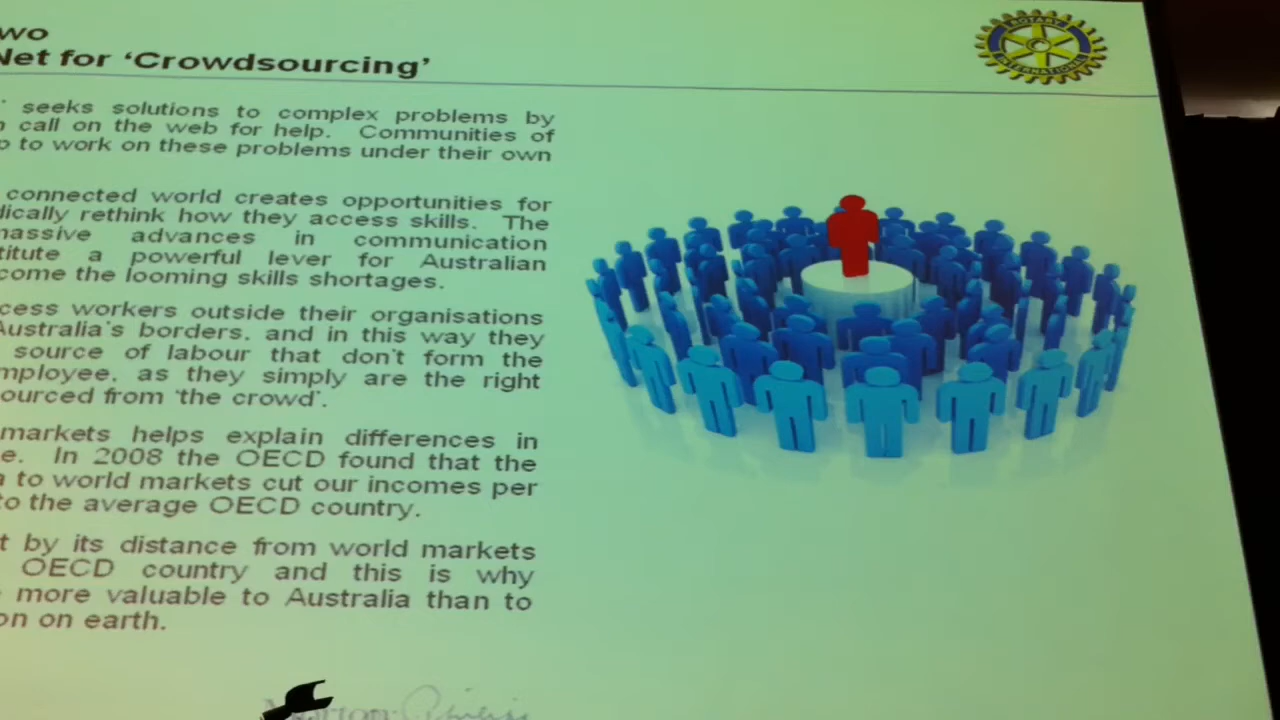 wo
Net for ‘Crowdsourcing’
ROTARY
INTERNATIONAL
seeks solutions to complex problems by
call on the web for help. Communities of
to work on these problems under their own
connected world creates opportunities for
dically rethink how they access skills. The
massive advances in communication
titute a powerful lever for Australian
come the looming skills shortages.
cess workers outside their organisations
Australia's borders, and in this way they
source of labour that don't form the
mployee, as they simply are the right
ourced from 'the crowd'.
markets helps explain differences in
e. In 2008 the OECD found that the
to world markets cut our incomes per
to the average OECD country.
t by its distance from world markets
OECD country and this is why
more valuable to Australia than to
on on earth.